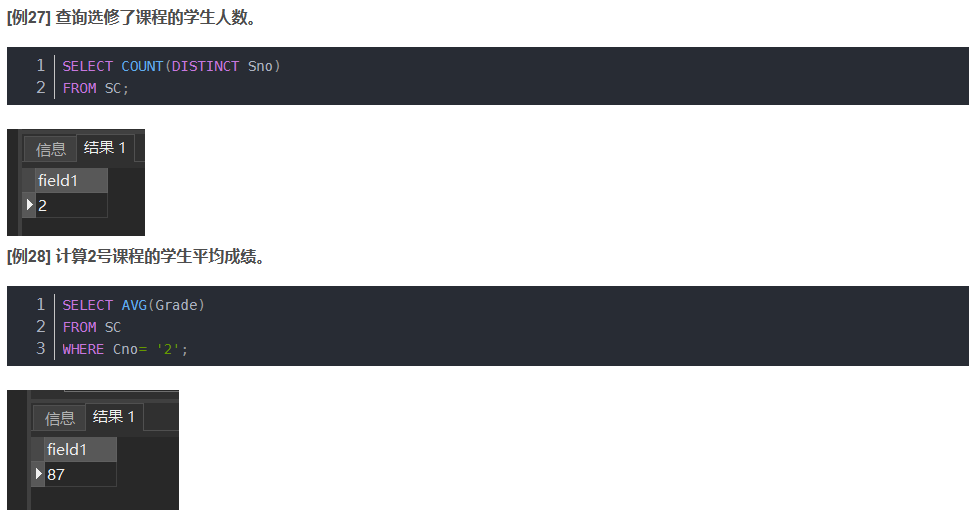 [例27] 查询选修了课程的学生人数。
1 SELECT COUNT(DISTINCT Sno)
2 FROM SC;
信息 结果 1
field1
2
[例28] 计算2号课程的学生平均成绩。
1 SELECT AVG(Grade)
2 FROM SC
3 WHERE Cno= '2';
信息 结果 1
field1
87